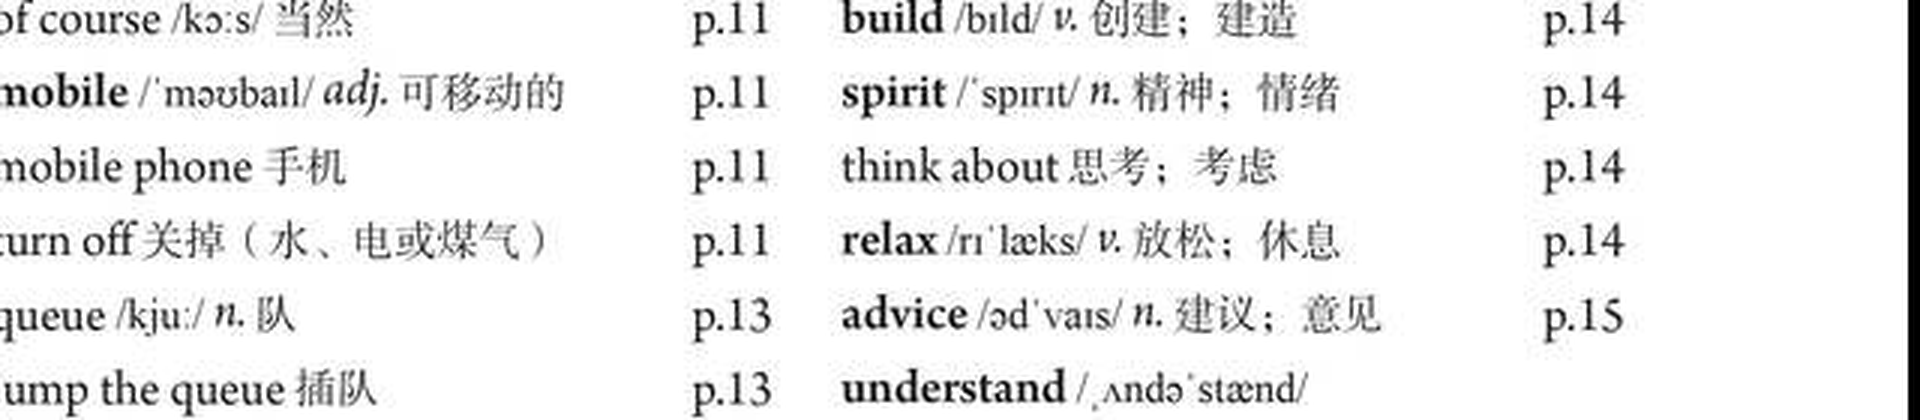 of course /kɔːs/ 当然 p.11
mobile /ˈməʊbaɪl/ adj. 可移动的 p.11
mobile phone 手机 p.11
turn off 关掉（水、电或煤气） p.11
queue /kjuː/ n. 队 p.13
ump the queue 插队 p.13
build /bɪld/ v. 创建；建造 p.14
spirit /ˈspɪrɪt/ n. 精神；情绪 p.14
think about 思考；考虑 p.14
relax /rɪˈlæks/ v. 放松；休息 p.14
advice /ədˈvaɪs/ n. 建议；意见 p.15
understand /ˌʌndəˈstænd/